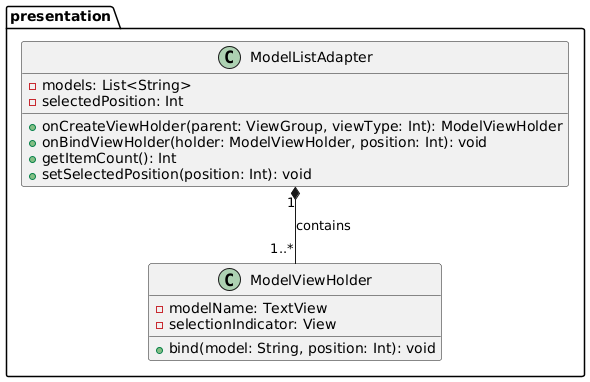 presentation
C ModelListAdapter
models: List<String>
selectedPosition: Int
onCreateViewHolder(parent: ViewGroup, viewType: Int): ModelViewHolder
onBindViewHolder(holder: ModelViewHolder, position: Int): void
getItemCount(): Int
setSelectedPosition(position: Int): void
1
contains
1..*
C ModelViewHolder
modelName: TextView
selectionIndicator: View
bind(model: String, position: Int): void